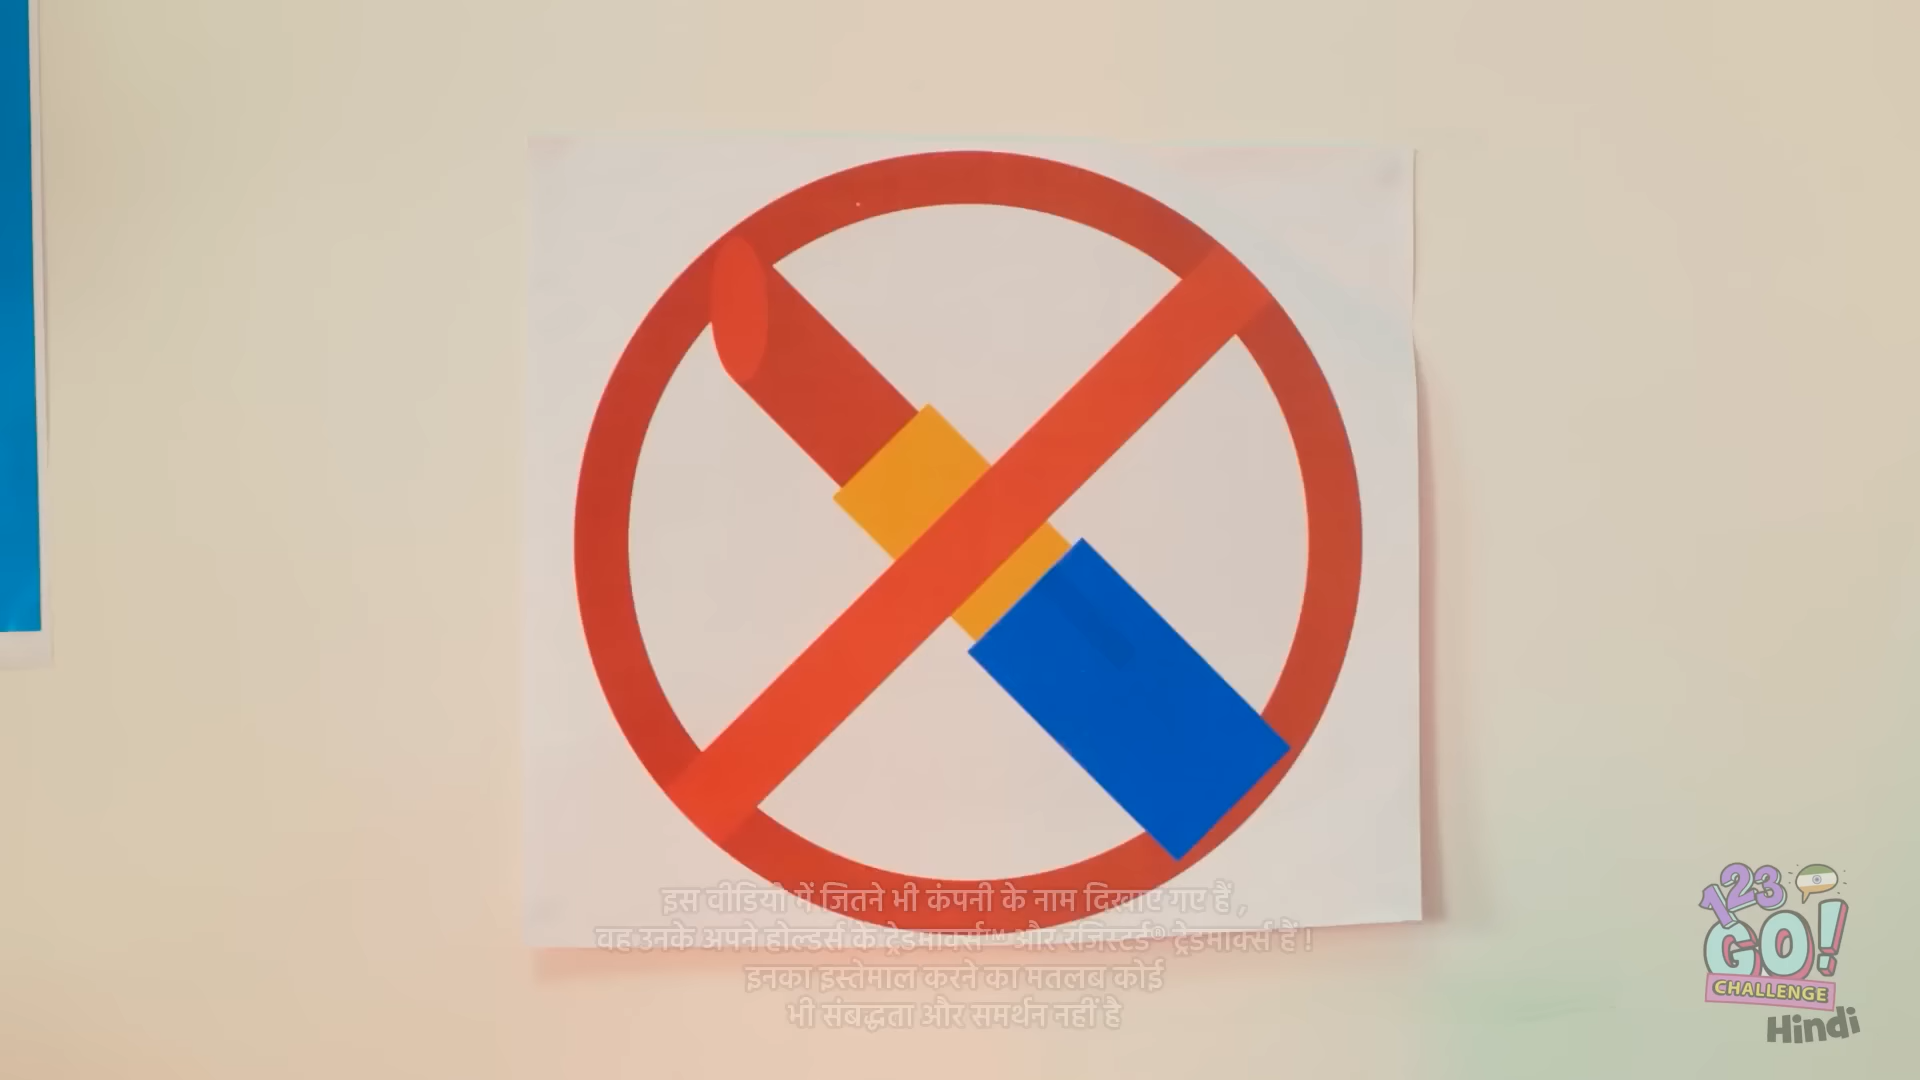 इस वीडियो में जितने भी कंपनी के नाम दिखाए गए हैं ,
वह उनके अपने होल्डर्स के ट्रेडमार्क्स™ और रजिस्टर्ड® ट्रेडमार्क्स हैं !
इनका इस्तेमाल करने का मतलब कोई
भी संबद्धता और समर्थन नहीं है
123
GO!
CHALLENGE
Hindi